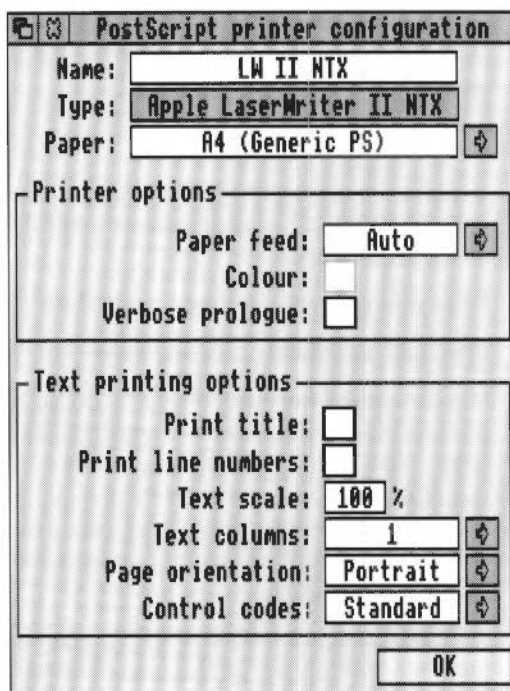 PostScript printer configuration
Name: LW II NTX
Type: Apple LaserWriter II NTX
Paper: A4 (Generic PS)
Printer options
Paper feed: Auto
Colour:
Verbose prologue:
Text printing options
Print title:
Print line numbers:
Text scale: 100 %
Text columns: 1
Page orientation: Portrait
Control codes: Standard
OK